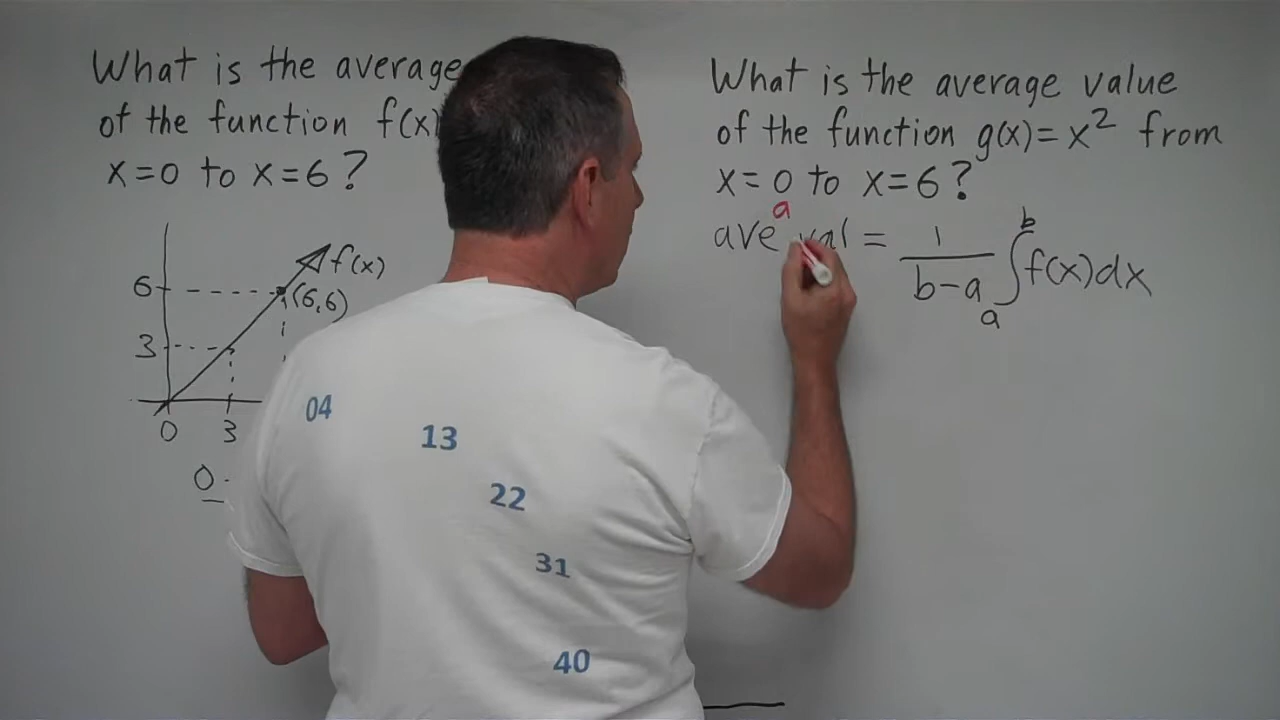 What is the average
of the function f(x)
x=0 to x=6?
f(x)
6
(6,6)
3
0 3
0
What is the average value
of the function g(x)=x² from
x=0 to x=6?
a
ave val = 1/(b-a) ∫ₐᵇ f(x)dx
04
13
22
31
40